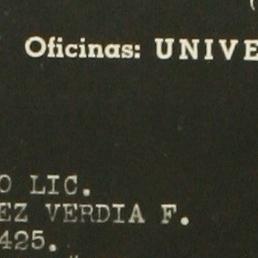 Oficinas: UNIVE
O LIC.
EZ VERDIA F.
425.